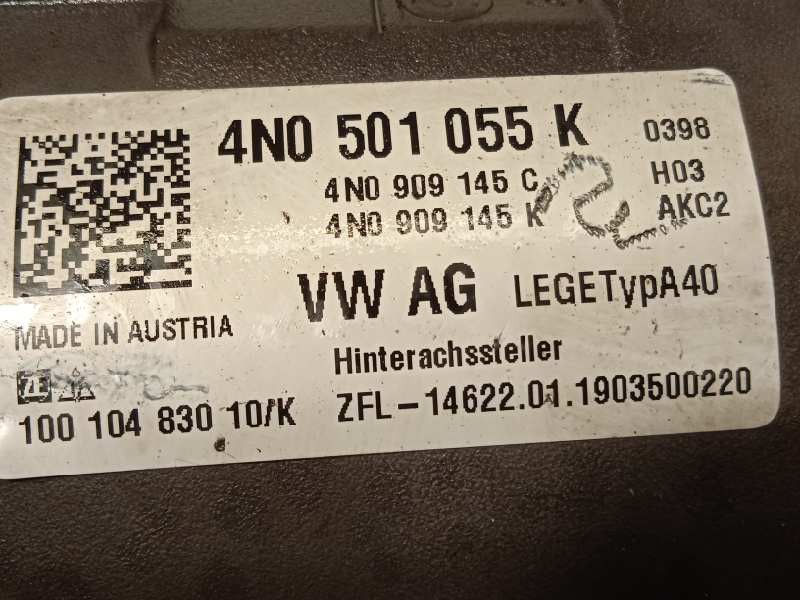 4N0 501 055 K 0398
4N0 909 145 C H03
4N0 909 145 K AKC2
VW AG LEGETypA40
MADE IN AUSTRIA
Hinterachssteller
ZF
100 104 830 10/K ZFL-14622.01.1903500220